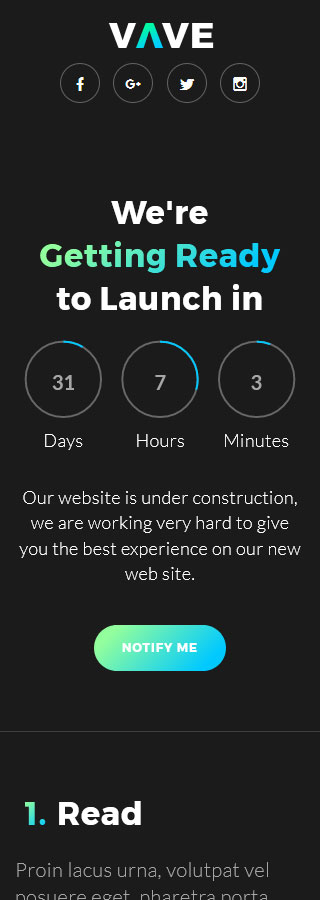 VAVE
We're
Getting Ready
to Launch in
31 7 3
Days Hours Minutes
Our website is under construction,
we are working very hard to give
you the best experience on our new
web site.
NOTIFY ME
1. Read
Proin lacus urna, volutpat vel
posuere eget, pharetra porta